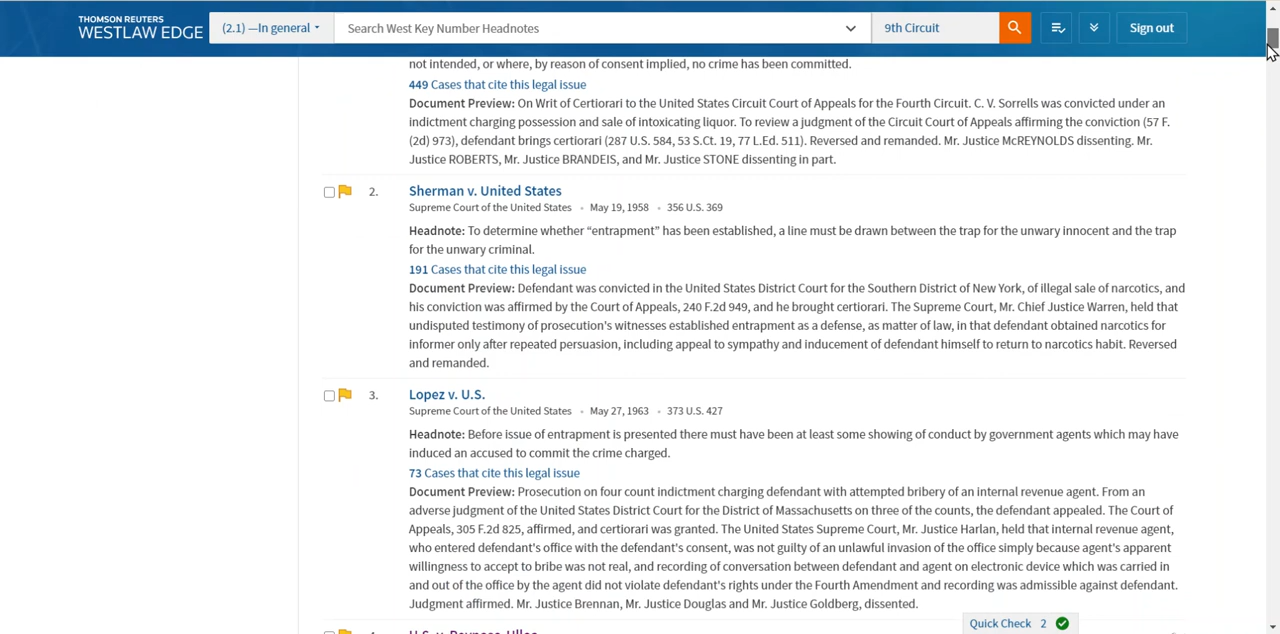 THOMSON REUTERS
WESTLAW EDGE
(2.1) —In general
Search West Key Number Headnotes
9th Circuit
Sign out
not intended, or where, by reason of consent implied, no crime has been committed.
449 Cases that cite this legal issue
Document Preview: On Writ of Certiorari to the United States Circuit Court of Appeals for the Fourth Circuit. C. V. Sorrells was convicted under an
indictment charging possession and sale of intoxicating liquor. To review a judgment of the Circuit Court of Appeals affirming the conviction (57 F.
(2d) 973), defendant brings certiorari (287 U.S. 584, 53 S.Ct. 19, 77 L.Ed. 511). Reversed and remanded. Mr. Justice McREYNOLDS dissenting. Mr.
Justice ROBERTS, Mr. Justice BRANDEIS, and Mr. Justice STONE dissenting in part.
2. Sherman v. United States
Supreme Court of the United States • May 19, 1958 • 356 U.S. 369
Headnote: To determine whether “entrapment” has been established, a line must be drawn between the trap for the unwary innocent and the trap
for the unwary criminal.
191 Cases that cite this legal issue
Document Preview: Defendant was convicted in the United States District Court for the Southern District of New York, of illegal sale of narcotics, and
his conviction was affirmed by the Court of Appeals, 240 F.2d 949, and he brought certiorari. The Supreme Court, Mr. Chief Justice Warren, held that
undisputed testimony of prosecution's witnesses established entrapment as a defense, as matter of law, in that defendant obtained narcotics for
informer only after repeated persuasion, including appeal to sympathy and inducement of defendant himself to return to narcotics habit. Reversed
and remanded.
3. Lopez v. U.S.
Supreme Court of the United States • May 27, 1963 • 373 U.S. 427
Headnote: Before issue of entrapment is presented there must have been at least some showing of conduct by government agents which may have
induced an accused to commit the crime charged.
73 Cases that cite this legal issue
Document Preview: Prosecution on four count indictment charging defendant with attempted bribery of an internal revenue agent. From an
adverse judgment of the United States District Court for the District of Massachusetts on three of the counts, the defendant appealed. The Court of
Appeals, 305 F.2d 825, affirmed, and certiorari was granted. The United States Supreme Court, Mr. Justice Harlan, held that internal revenue agent,
who entered defendant's office with the defendant's consent, was not guilty of an unlawful invasion of the office simply because agent's apparent
willingness to accept to bribe was not real, and recording of conversation between defendant and agent on electronic device which was carried in
and out of the office by the agent did not violate defendant's rights under the Fourth Amendment and recording was admissible against defendant.
Judgment affirmed. Mr. Justice Brennan, Mr. Justice Douglas and Mr. Justice Goldberg, dissented.
Quick Check 2